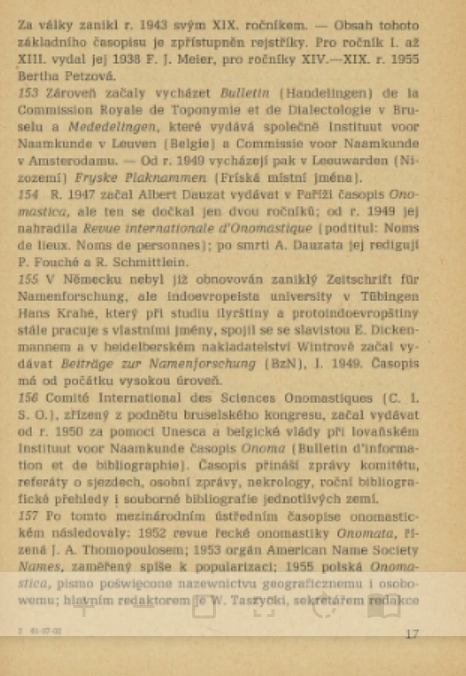 Za války zanikl r. 1943 svým XIX. ročníkem. — Obsah tohoto
základního časopisu je zpřístupněn rejstříky. Pro ročník I. až
XIII. vydal jej 1938 F. J. Meier, pro ročníky XIV.—XIX. r. 1955
Bertha Petzová.
153 Zároveň začaly vycházet Bulletin (Handelingen) de la
Commission Royale de Toponymie et de Dialectologie v Bru-
selu a Mededelingen, které vydává společně Instituut voor
Naamkunde v Leuven (Belgie) a Commissie voor Naamkunde
v Amsterodamu. — Od r. 1949 vycházejí pak v Leeuwarden (Ni-
zozemí) Fryske Plaknammen (Fríská místní jména).
154 R. 1947 začal Albert Dauzat vydávat v Paříži časopis Ono-
mastica, ale ten se dočkal jen dvou ročníků; od r. 1949 jej
nahradila Revue internationale d'Onomastique (podtitul: Noms
de lieux. Noms de personnes); po smrti A. Dauzata jej redigují
P. Fouché a R. Schmittlein.
155 V Německu nebyl již obnovován zaniklý Zeitschrift für
Namenforschung, ale indoevropeista university v Tübingen
Hans Krahe, který při studiu ilyrštiny a protoindoevropštiny
stále pracuje s vlastními jmény, spojil se se slavistou E. Dicken-
mannem a v heidelberském nakladatelství Wintrově začal vy-
dávat Beiträge zur Namenforschung (BzN), I. 1949. Časopis
má od počátku vysokou úroveň.
156 Comité International des Sciences Onomastiques (C. I.
S. O.), zřízený z podnětu bruselského kongresu, začal vydávat
od r. 1950 za pomoci Unesca a belgické vlády při lovaňském
Instituut voor Naamkunde časopis Onoma (Bulletin d'informa-
tion et de bibliographie). Časopis přináší zprávy komitétu,
referáty o sjezdech, osobní zprávy, nekrology, roční bibliogra-
fické přehledy i souborné bibliografie jednotlivých zemí.
157 Po tomto mezinárodním ústředním časopise onomastic-
kém následovaly: 1952 revue řecké onomastiky Onomata, ří-
zená J. A. Thomopoulosem; 1953 orgán American Name Society
Names, zaměřený spíše k popularizaci; 1955 polská Onoma-
stica, pismo poświęcone nazewnictvu geograficznemu i osobo-
wemu; hlavním redaktorem je W. Taszycki, sekretářem redakce
2 61-07-02
17